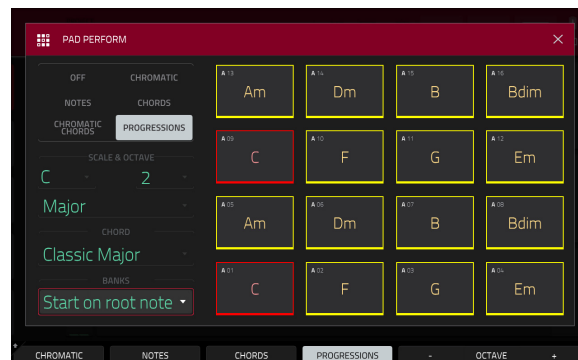 PAD PERFORM
OFF CHROMATIC
NOTES CHORDS
CHROMATIC CHORDS PROGRESSIONS
SCALE & OCTAVE
C 2
Major
CHORD
Classic Major
BANKS
Start on root note
A 13 A 14 A 15 A 16
Am Dm B Bdim
A 09 A 10 A 11 A 12
C F G Em
A 05 A 06 A 07 A 08
Am Dm B Bdim
A 01 A 02 A 03 A 04
C F G Em
CHROMATIC NOTES CHORDS PROGRESSIONS - OCTAVE +